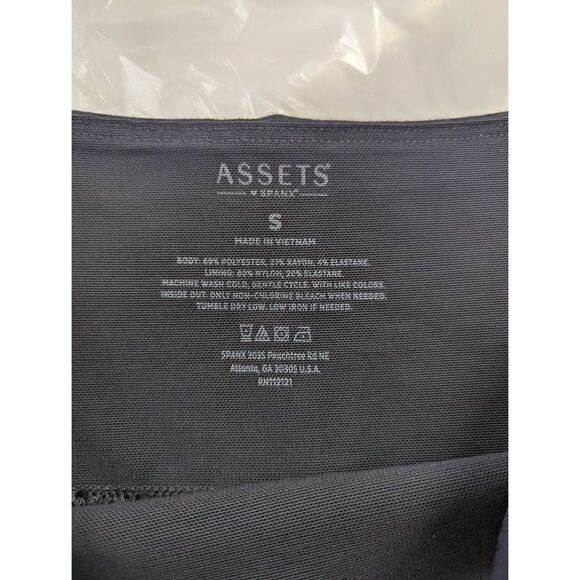 ASSETS®
♥ SPANX®
S
MADE IN VIETNAM
BODY: 69% POLYESTER, 27% RAYON, 4% ELASTANE.
LINING: 80% NYLON, 20% ELASTANE.
MACHINE WASH COLD, GENTLE CYCLE. WITH LIKE COLORS.
INSIDE OUT. ONLY NON-CHLORINE BLEACH WHEN NEEDED.
TUMBLE DRY LOW. LOW IRON IF NEEDED.
SPANX 3035 Peachtree Rd NE
Atlanta, GA 30305 U.S.A.
RN112121